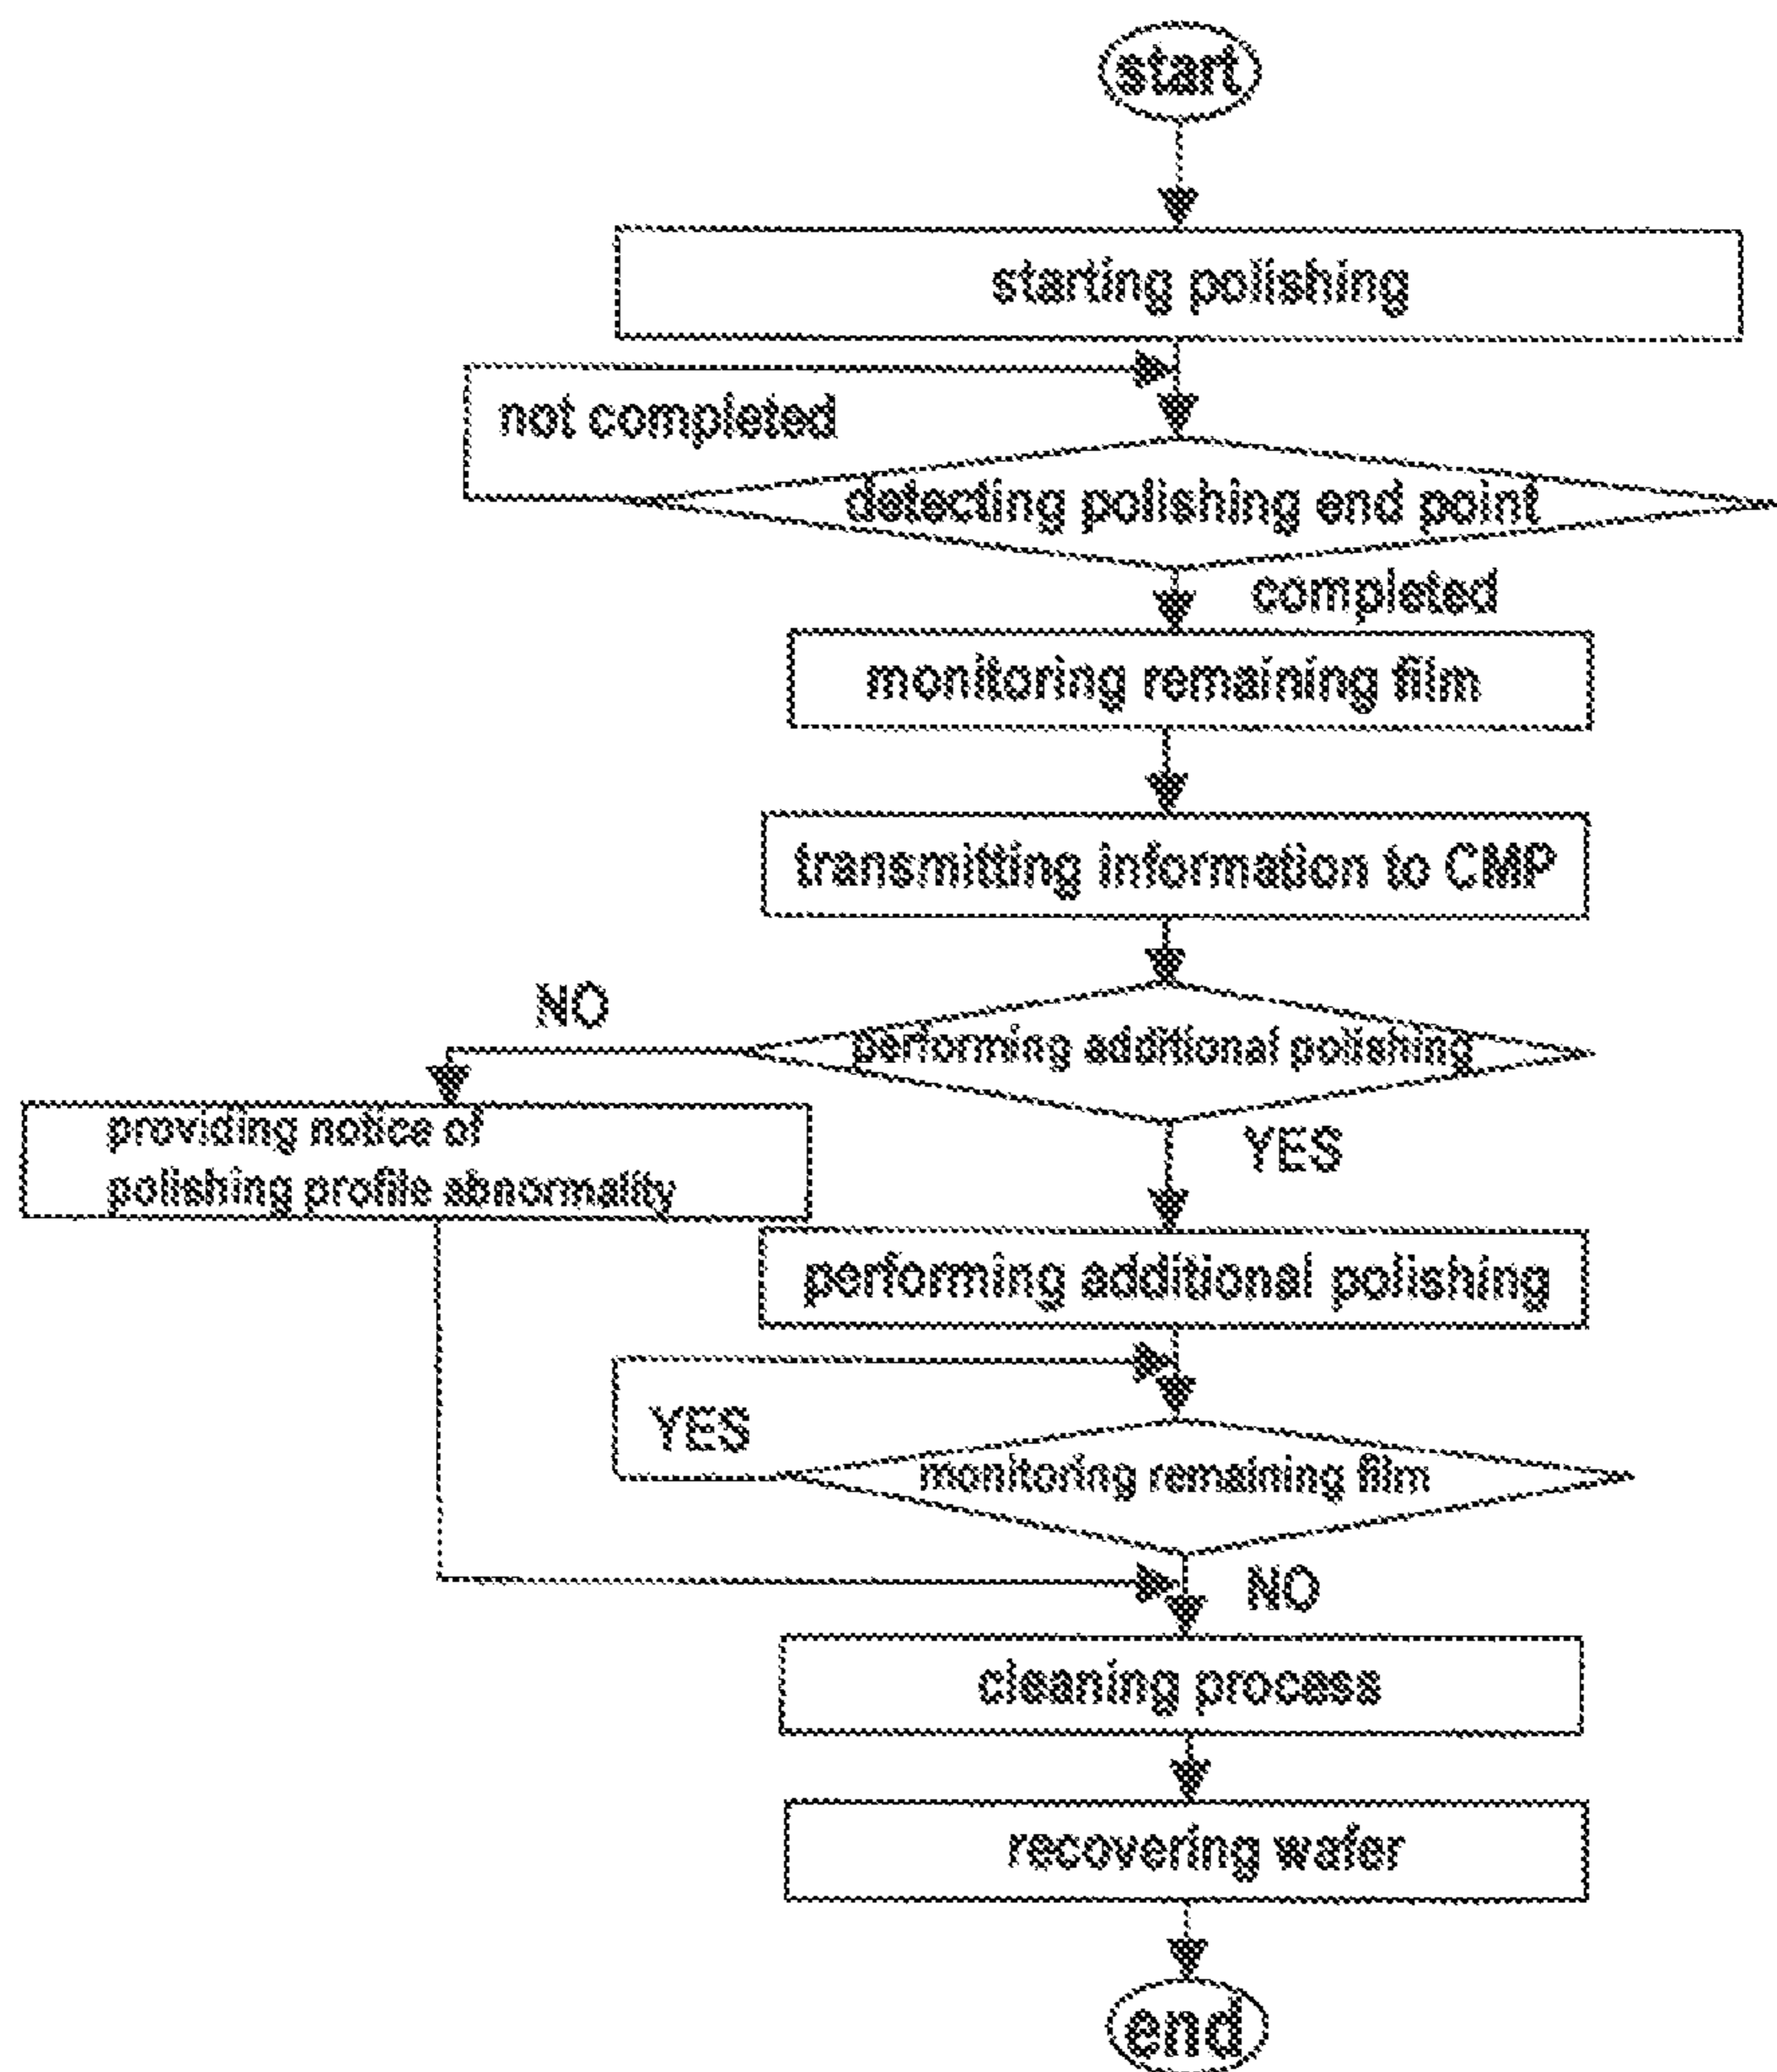 start
starting polishing
not completed
detecting polishing end point
completed
monitoring remaining film
transmitting information to CMP
NO
performing additional polishing
providing notice of
polishing profile abnormality
YES
performing additional polishing
YES
monitoring remaining film
NO
cleaning process
recovering wafer
end